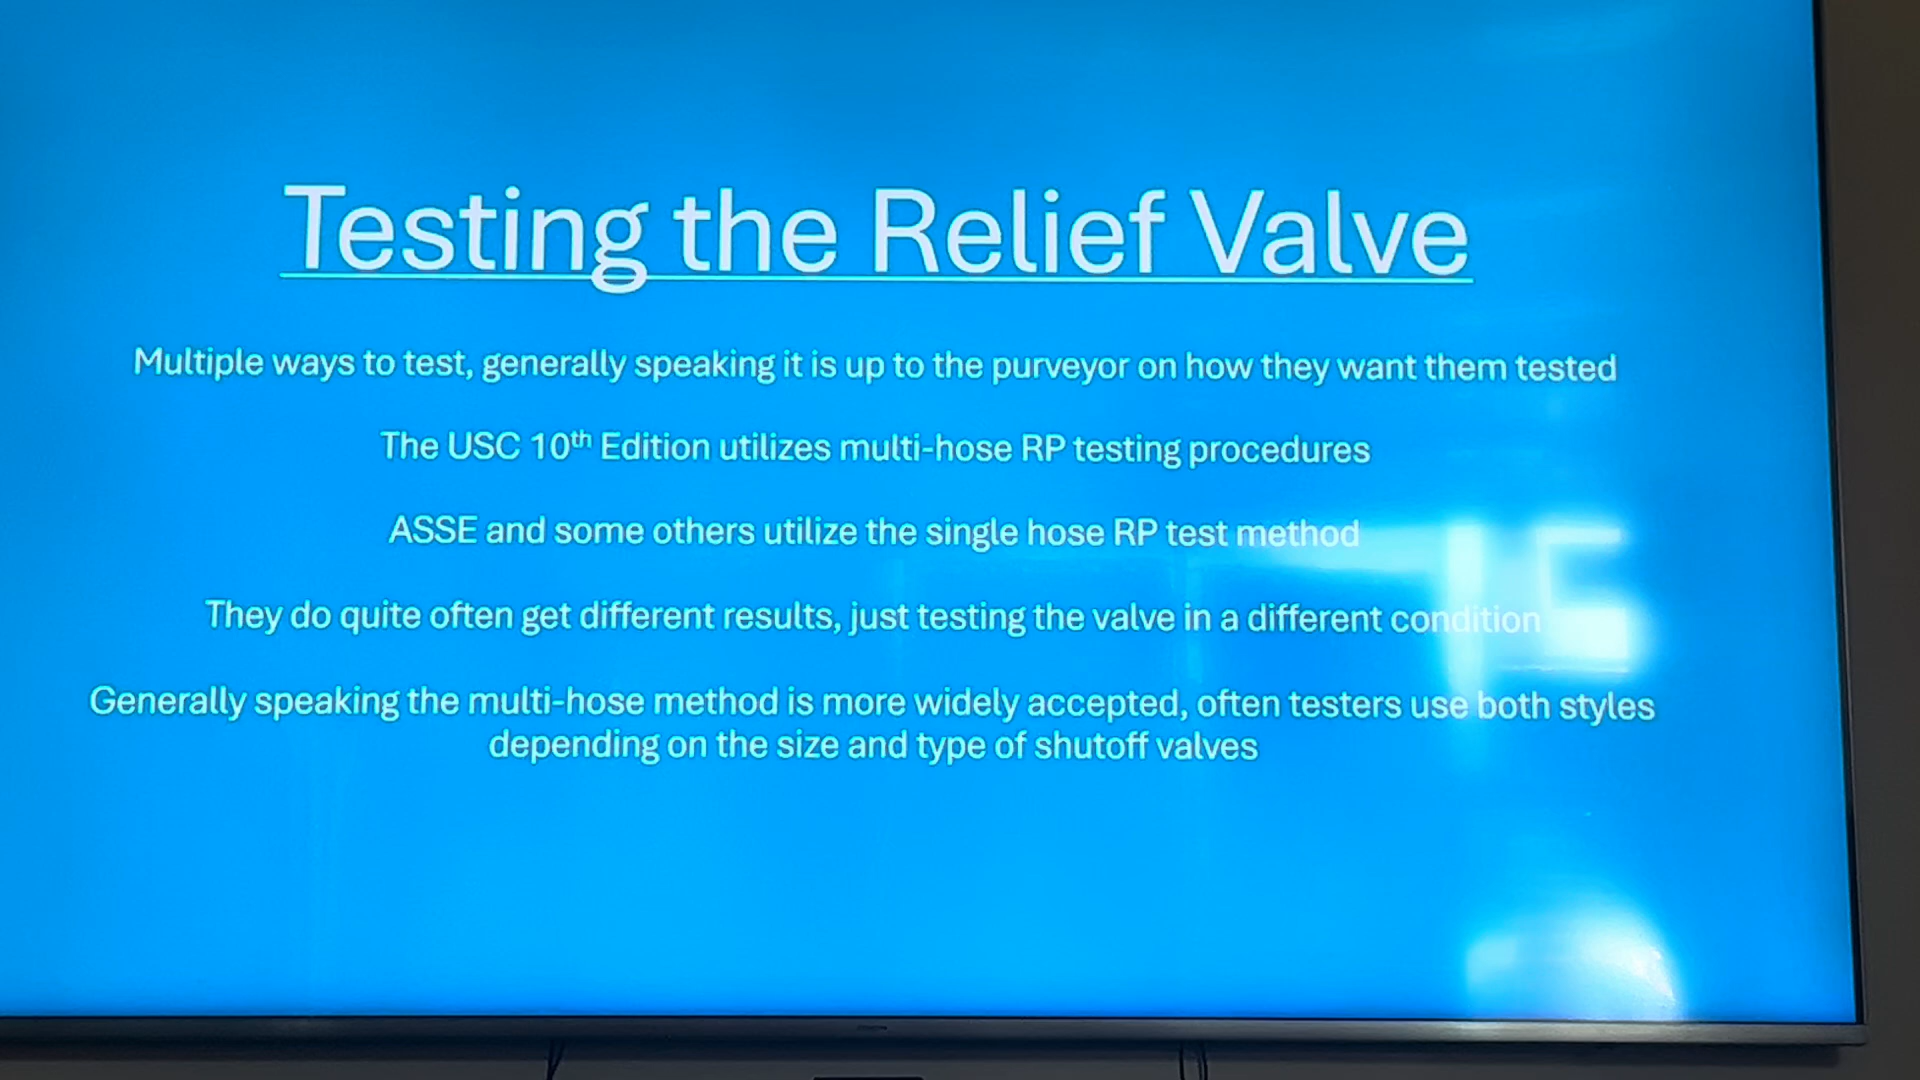 Testing the Relief Valve
Multiple ways to test, generally speaking it is up to the purveyor on how they want them tested
The USC 10th Edition utilizes multi-hose RP testing procedures
ASSE and some others utilize the single hose RP test method
They do quite often get different results, just testing the valve in a different condition
Generally speaking the multi-hose method is more widely accepted, often testers use both styles
depending on the size and type of shutoff valves